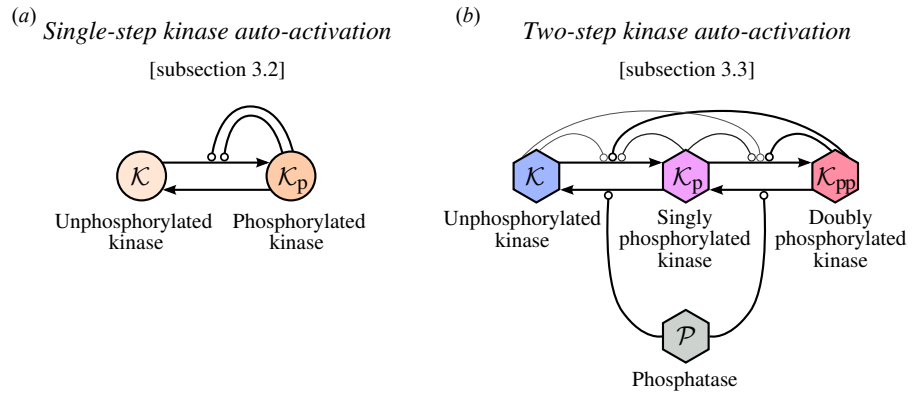 (a)
Single-step kinase auto-activation
[subsection 3.2]
K
Kp
Unphosphorylated
kinase
Phosphorylated
kinase
(b)
Two-step kinase auto-activation
[subsection 3.3]
K
Kp
Kpp
Unphosphorylated
kinase
Singly
phosphorylated
kinase
Doubly
phosphorylated
kinase
P
Phosphatase